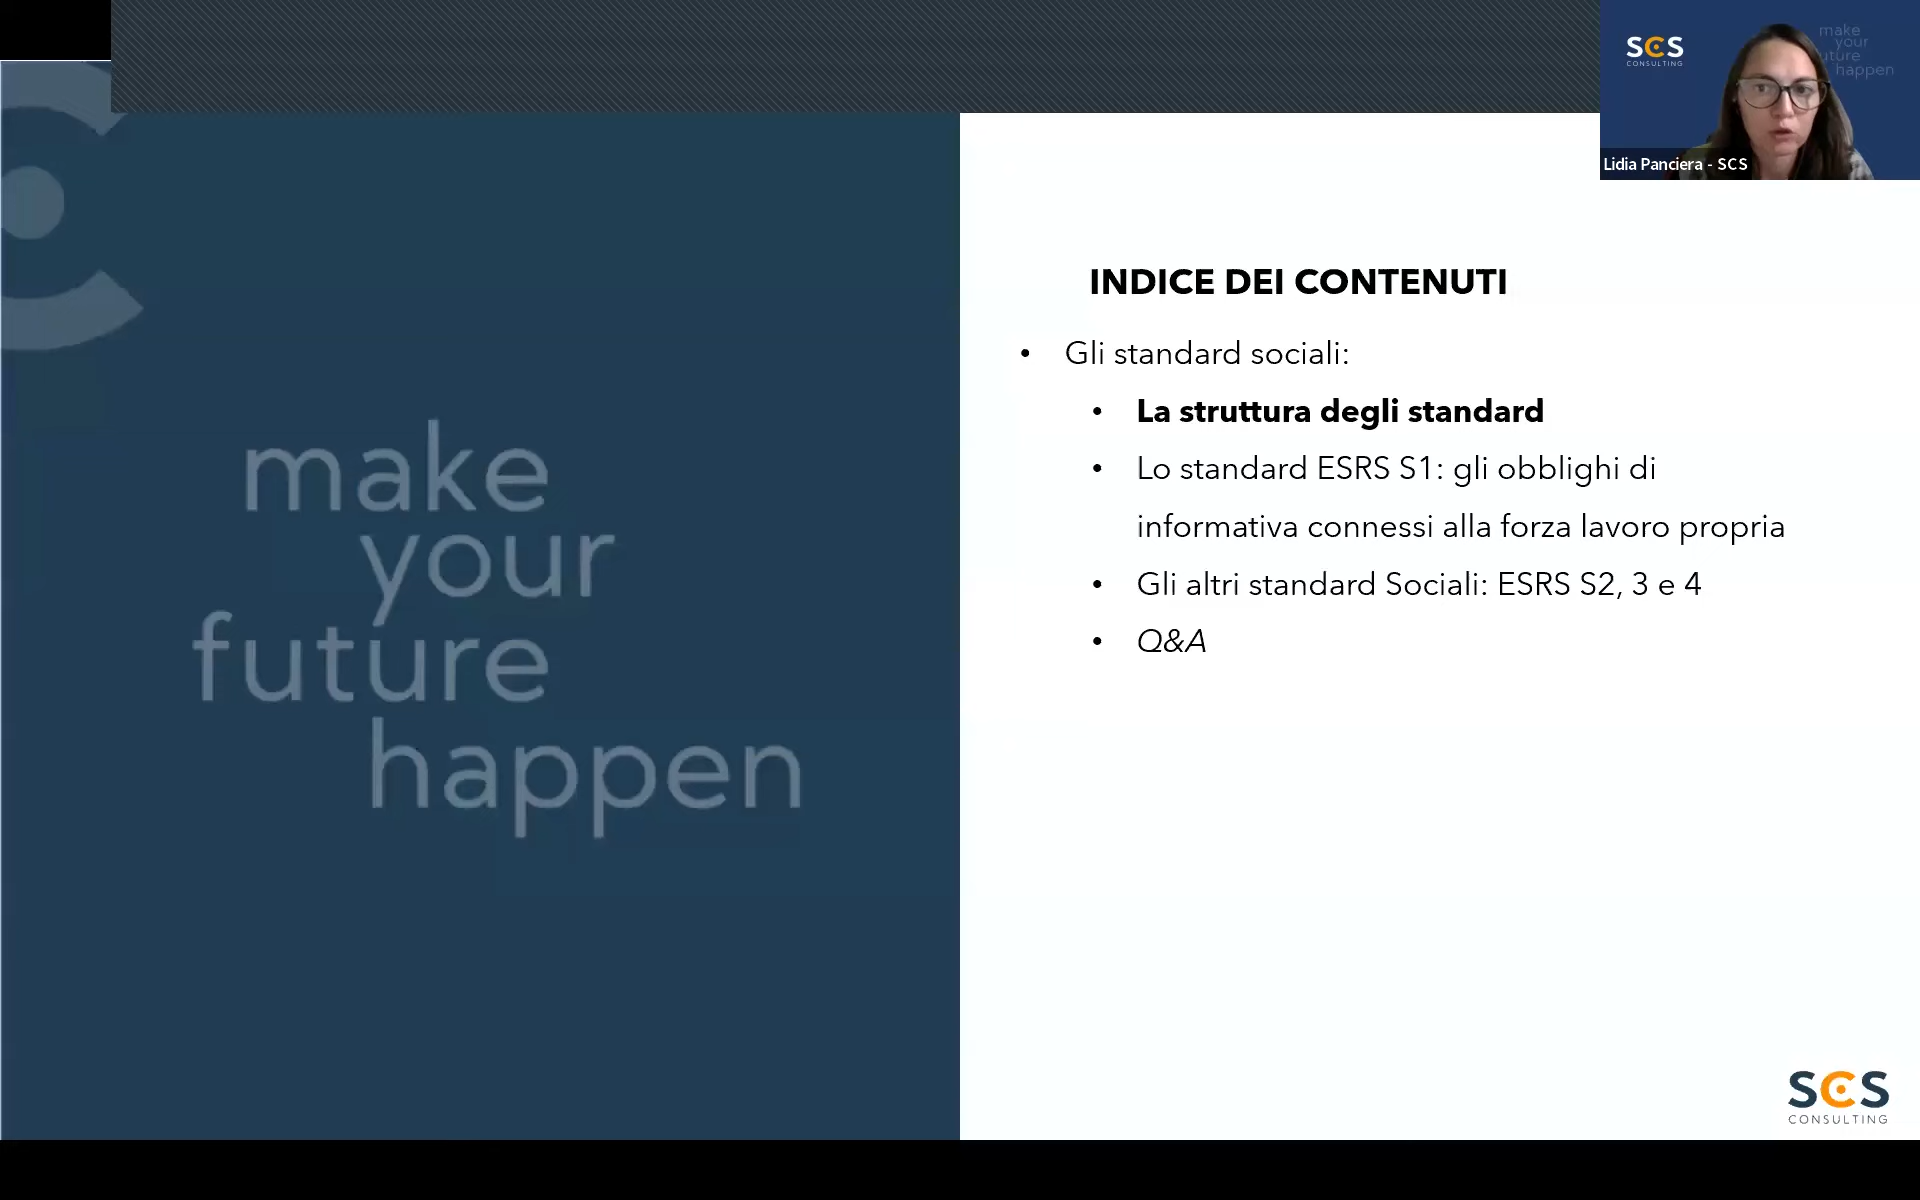 SCS
CONSULTING
make
your
future
happen
Lidia Panciera - SCS
make
your
future
happen
INDICE DEI CONTENUTI
• Gli standard sociali:
• La struttura degli standard
• Lo standard ESRS S1: gli obblighi di
informativa connessi alla forza lavoro propria
• Gli altri standard Sociali: ESRS S2, 3 e 4
• Q&A
SCS
CONSULTING